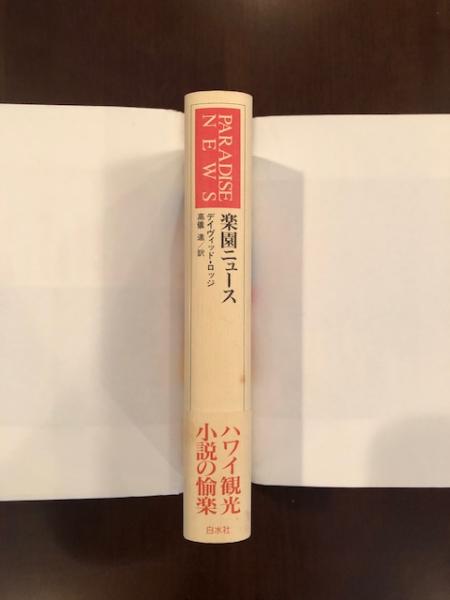 PARADISE
NEWS
楽園ニュース
デイヴィッド・ロッジ
高儀 進/訳
ハワイ観光
小説の愉楽
白水社